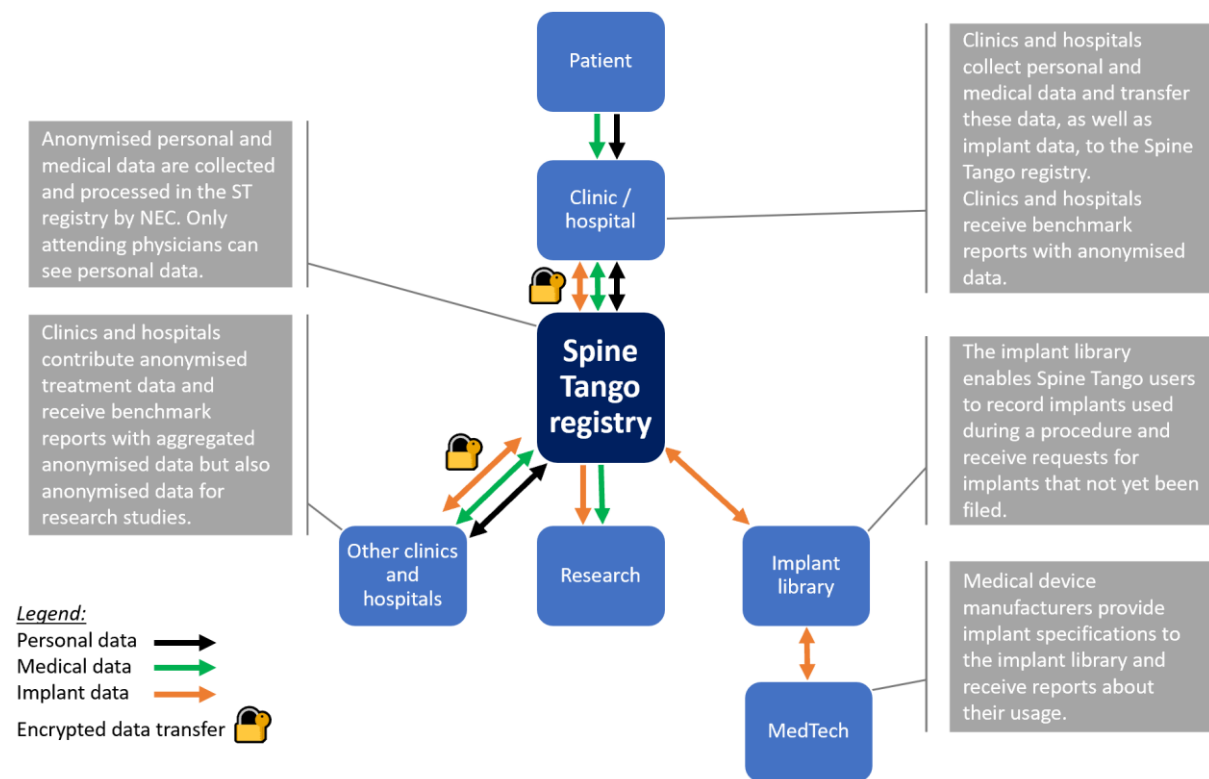 Patient
Clinics and hospitals
collect personal and
medical data and transfer
these data, as well as
implant data, to the Spine
Tango registry.
Clinics and hospitals
receive benchmark
reports with anonymised
data.
Anonymised personal and
medical data are collected
and processed in the ST
registry by NEC. Only
attending physicians can
see personal data.
Clinic /
hospital
Clinics and hospitals
contribute anonymised
treatment data and
receive benchmark
reports with aggregated
anonymised data but also
anonymised data for
research studies.
Spine
Tango
registry
The implant library
enables Spine Tango users
to record implants used
during a procedure and
receive requests for
implants that not yet been
filed.
Other clinics
and
hospitals
Research
Implant
library
Medical device
manufacturers provide
implant specifications to
the implant library and
receive reports about
their usage.
MedTech
Legend:
Personal data
Medical data
Implant data
Encrypted data transfer